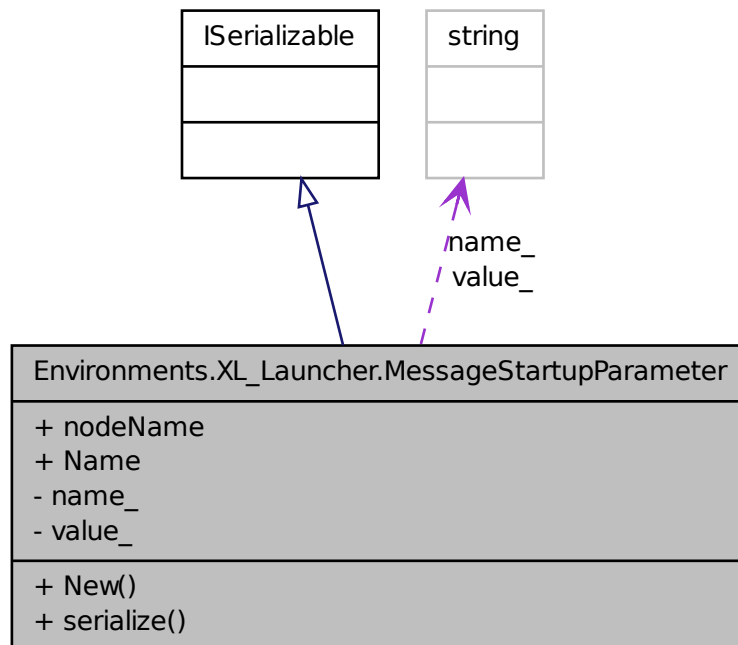 ISerializable
string
name_
value_
Environments.XL_Launcher.MessageStartupParameter
+ nodeName
+ Name
- name_
- value_
+ New()
+ serialize()